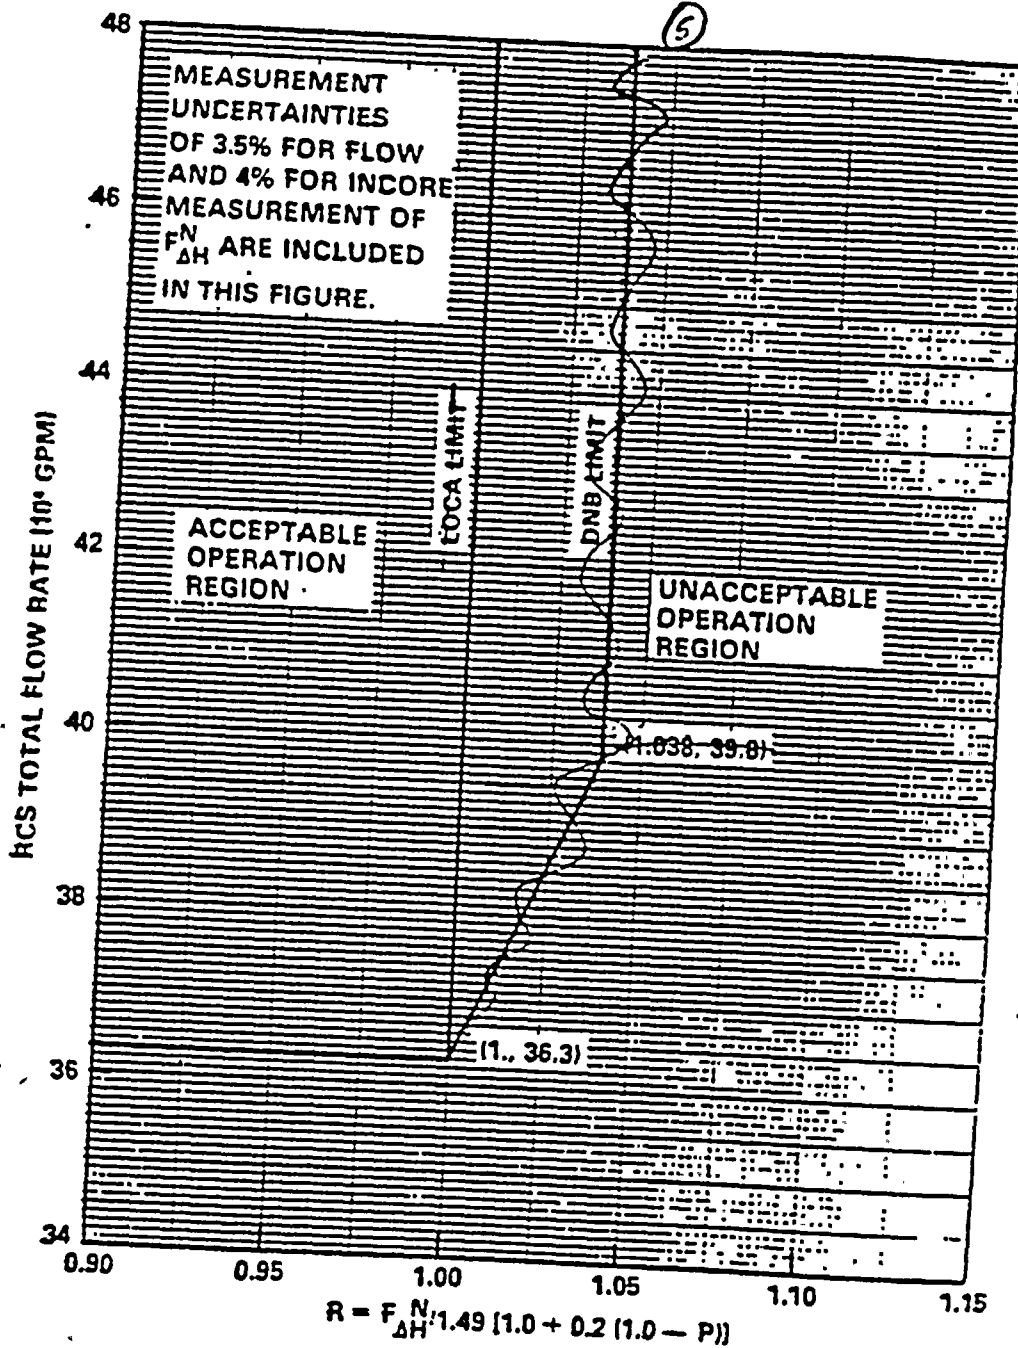 5
48
MEASUREMENT
UNCERTAINTIES
OF 3.5% FOR FLOW
AND 4% FOR INCORE
MEASUREMENT OF
F^N_ΔH ARE INCLUDED
IN THIS FIGURE.
46
44
LOCA LIMIT
DNB LIMIT
RCS TOTAL FLOW RATE (10⁴ GPM)
42
ACCEPTABLE
OPERATION
REGION
UNACCEPTABLE
OPERATION
REGION
40
(1.038, 39.8)
38
(1., 36.3)
36
34
0.90
0.95
1.00
1.05
1.10
1.15
R = F^N_ΔH/1.49 [1.0 + 0.2 (1.0 — P)]